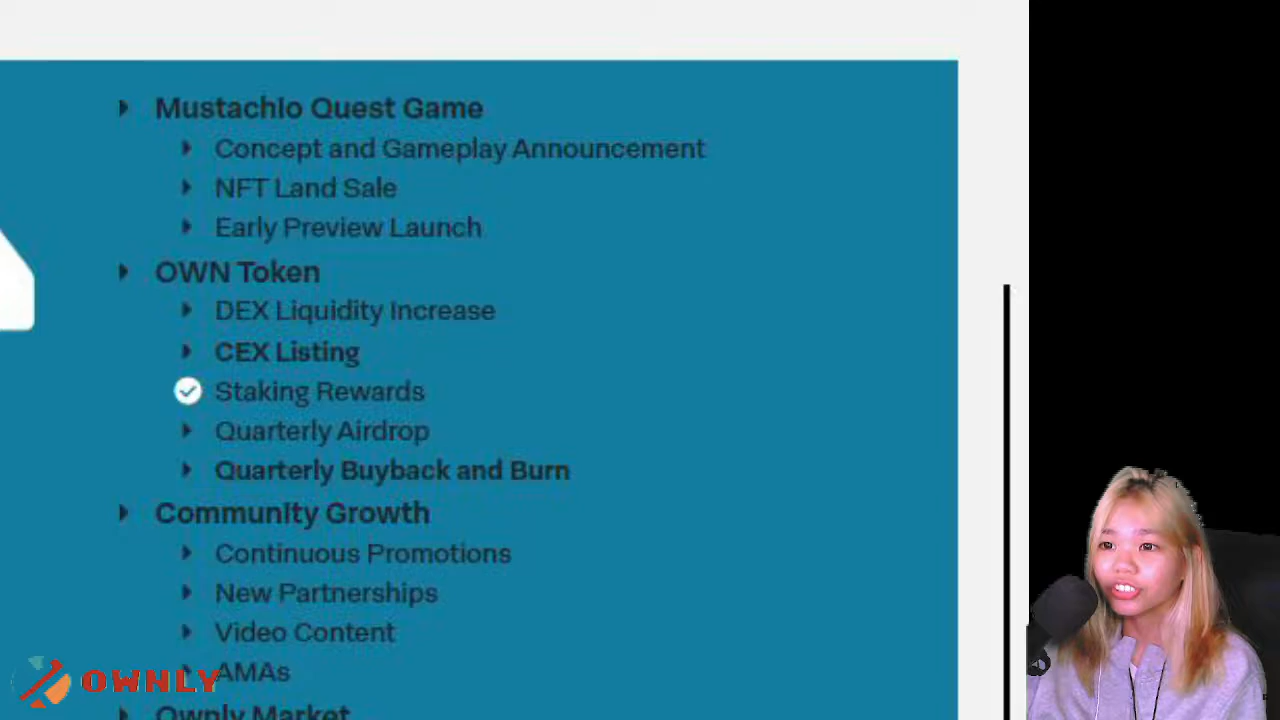 Mustachio Quest Game
Concept and Gameplay Announcement
NFT Land Sale
Early Preview Launch
OWN Token
DEX Liquidity Increase
CEX Listing
Staking Rewards
Quarterly Airdrop
Quarterly Buyback and Burn
Community Growth
Continuous Promotions
New Partnerships
Video Content
AMAs
OWNLY
Ownly Market